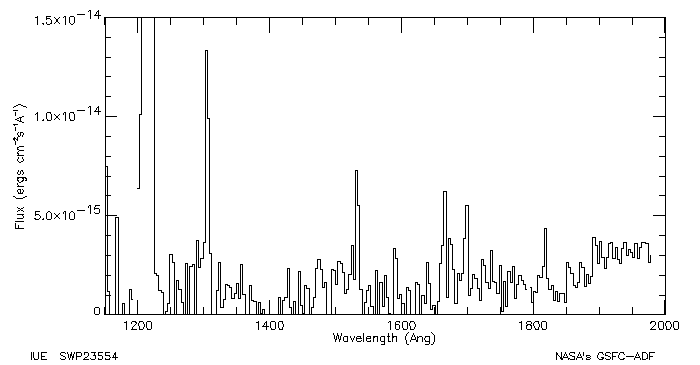 1.5×10−14
1.0×10−14
5.0×10−15
0
Flux (ergs cm−2s−1A−1)
1200 1400 1600 1800 2000
Wavelength (Ang)
IUE SWP23554 NASA's GSFC−ADF